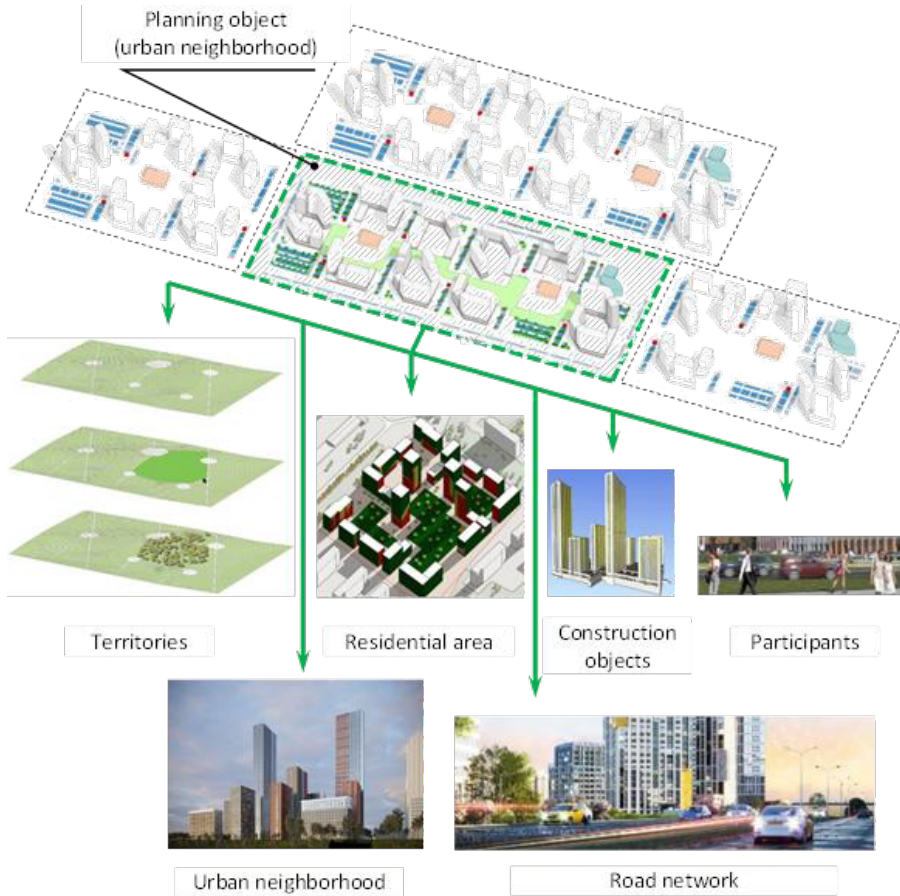 Planning object
(urban neighborhood)
Territories
Residential area
Construction
objects
Participants
Urban neighborhood
Road network